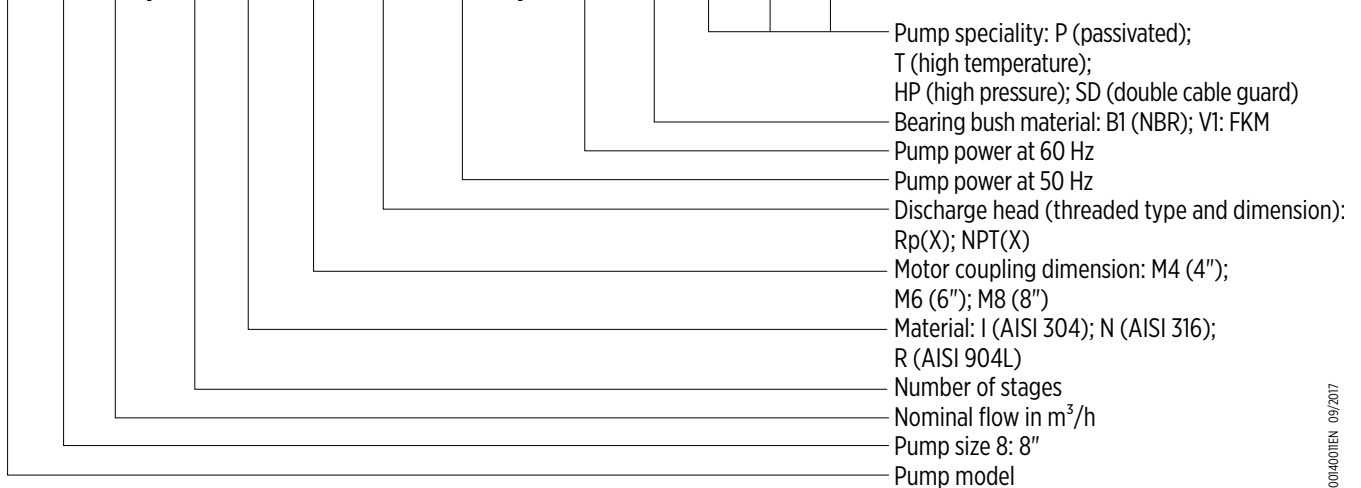 Pump speciality: P (passivated);
T (high temperature);
HP (high pressure); SD (double cable guard)
Bearing bush material: B1 (NBR); V1: FKM
Pump power at 60 Hz
Pump power at 50 Hz
Discharge head (threaded type and dimension):
Rp(X); NPT(X)
Motor coupling dimension: M4 (4");
M6 (6"); M8 (8")
Material: I (AISI 304); N (AISI 316);
R (AISI 904L)
Number of stages
Nominal flow in m³/h
Pump size 8: 8"
Pump model
00140011EN 09/2017